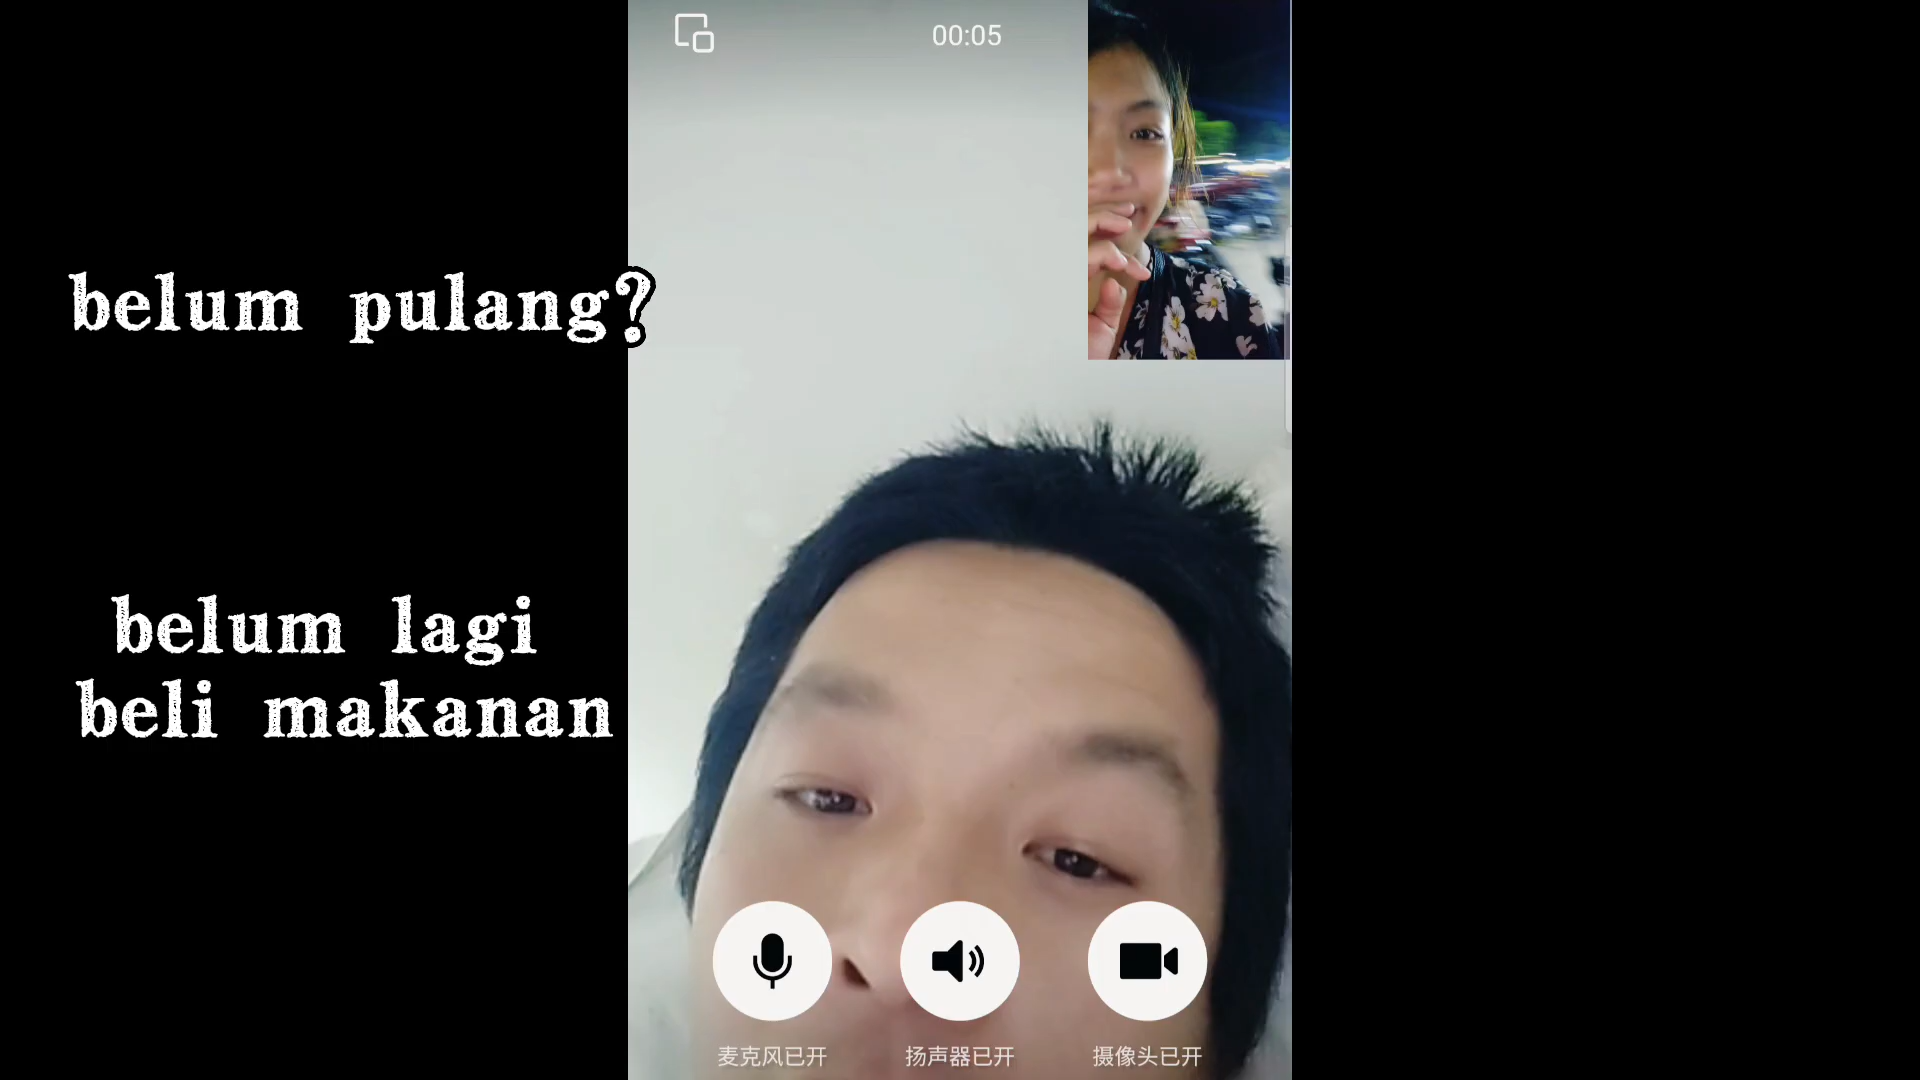 00:05
belum pulang?
belum lagi
beli makanan
麦克风已开
扬声器已开
摄像头已开